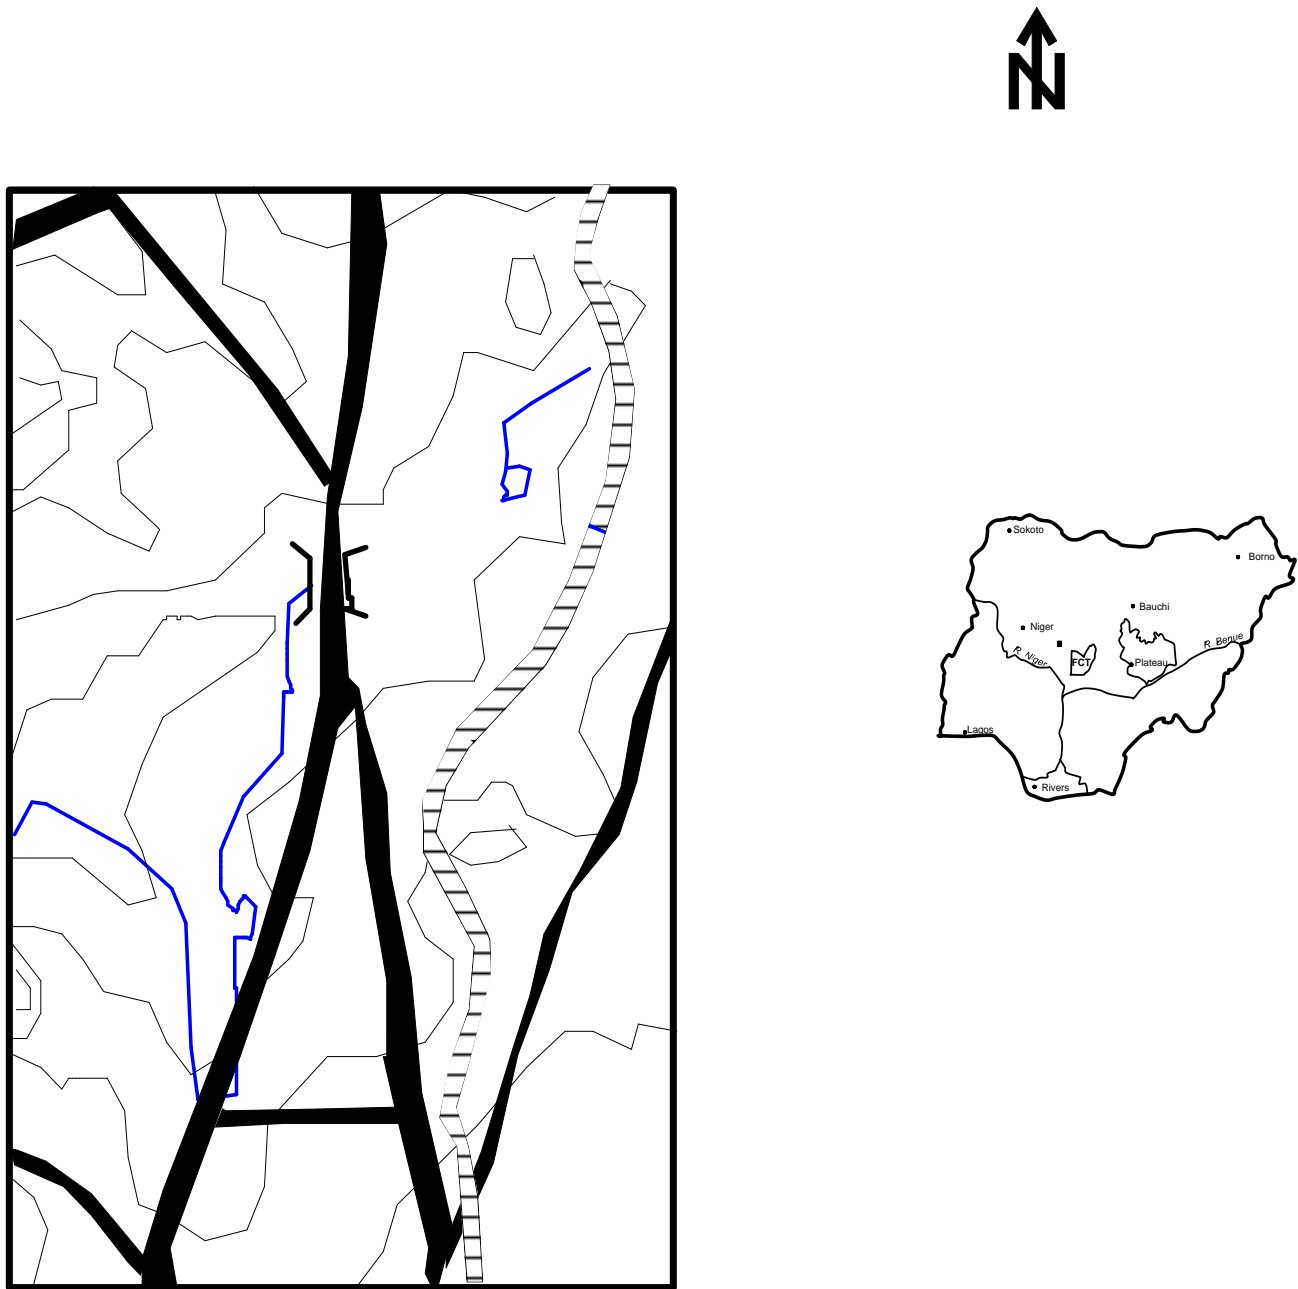 N
Sokoto
Borno
Bauchi
Niger
R. Niger
FCT
Plateau
R. Benue
Lagos
Rivers